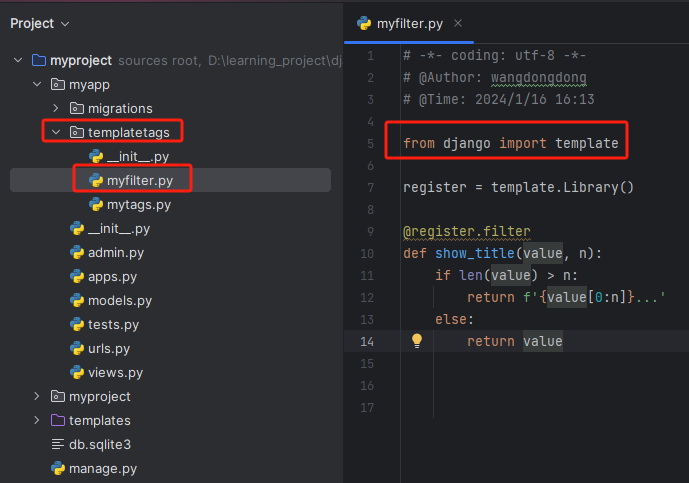 Project
myproject sources root, D:\learning_project\dj
myapp
migrations
templatetags
__init__.py
myfilter.py
mytags.py
__init__.py
admin.py
apps.py
models.py
tests.py
urls.py
views.py
myproject
templates
db.sqlite3
manage.py
myfilter.py
1 # -*- coding: utf-8 -*-
2 # @Author: wangdongdong
3 # @Time: 2024/1/16 16:13
4
5 from django import template
6
7 register = template.Library()
8
9 @register.filter
10 def show_title(value, n):
11     if len(value) > n:
12         return f'{value[0:n]}...'
13     else:
14         return value
15
16
17